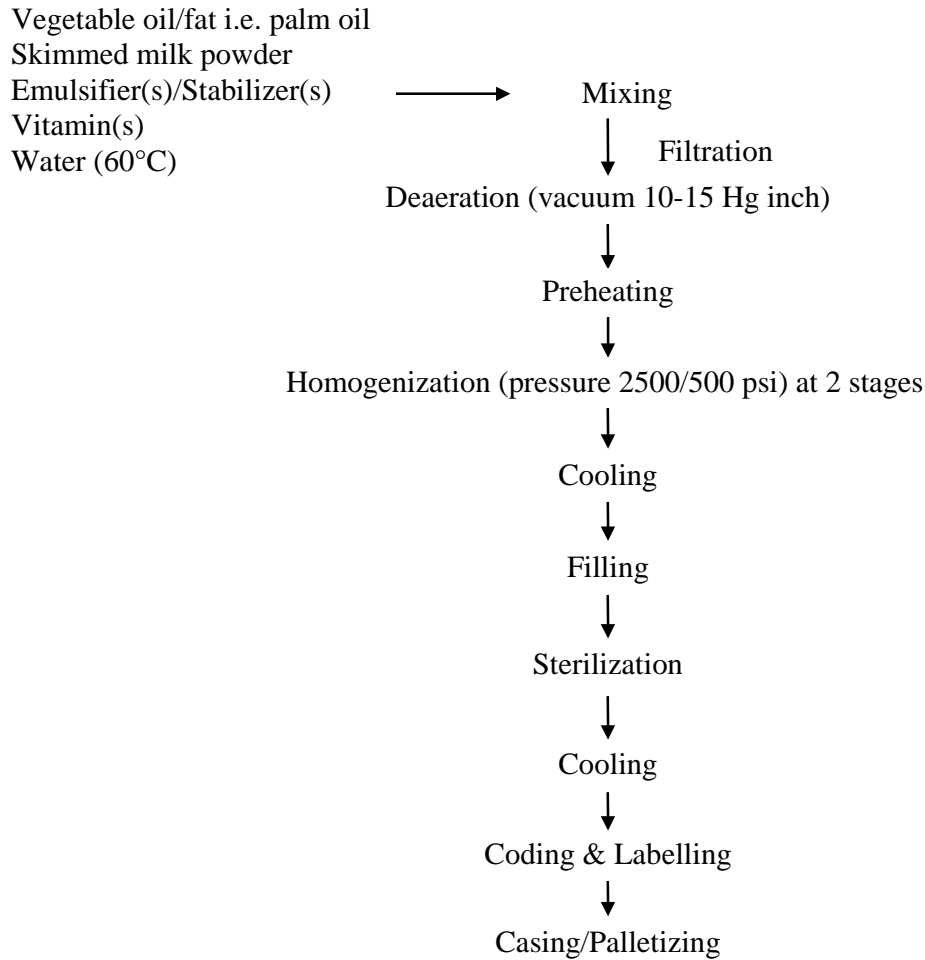 Vegetable oil/fat i.e. palm oil
Skimmed milk powder
Emulsifier(s)/Stabilizer(s)
Vitamin(s)
Water (60°C)
Mixing
Filtration
Deaeration (vacuum 10-15 Hg inch)
Preheating
Homogenization (pressure 2500/500 psi) at 2 stages
Cooling
Filling
Sterilization
Cooling
Coding & Labelling
Casing/Palletizing